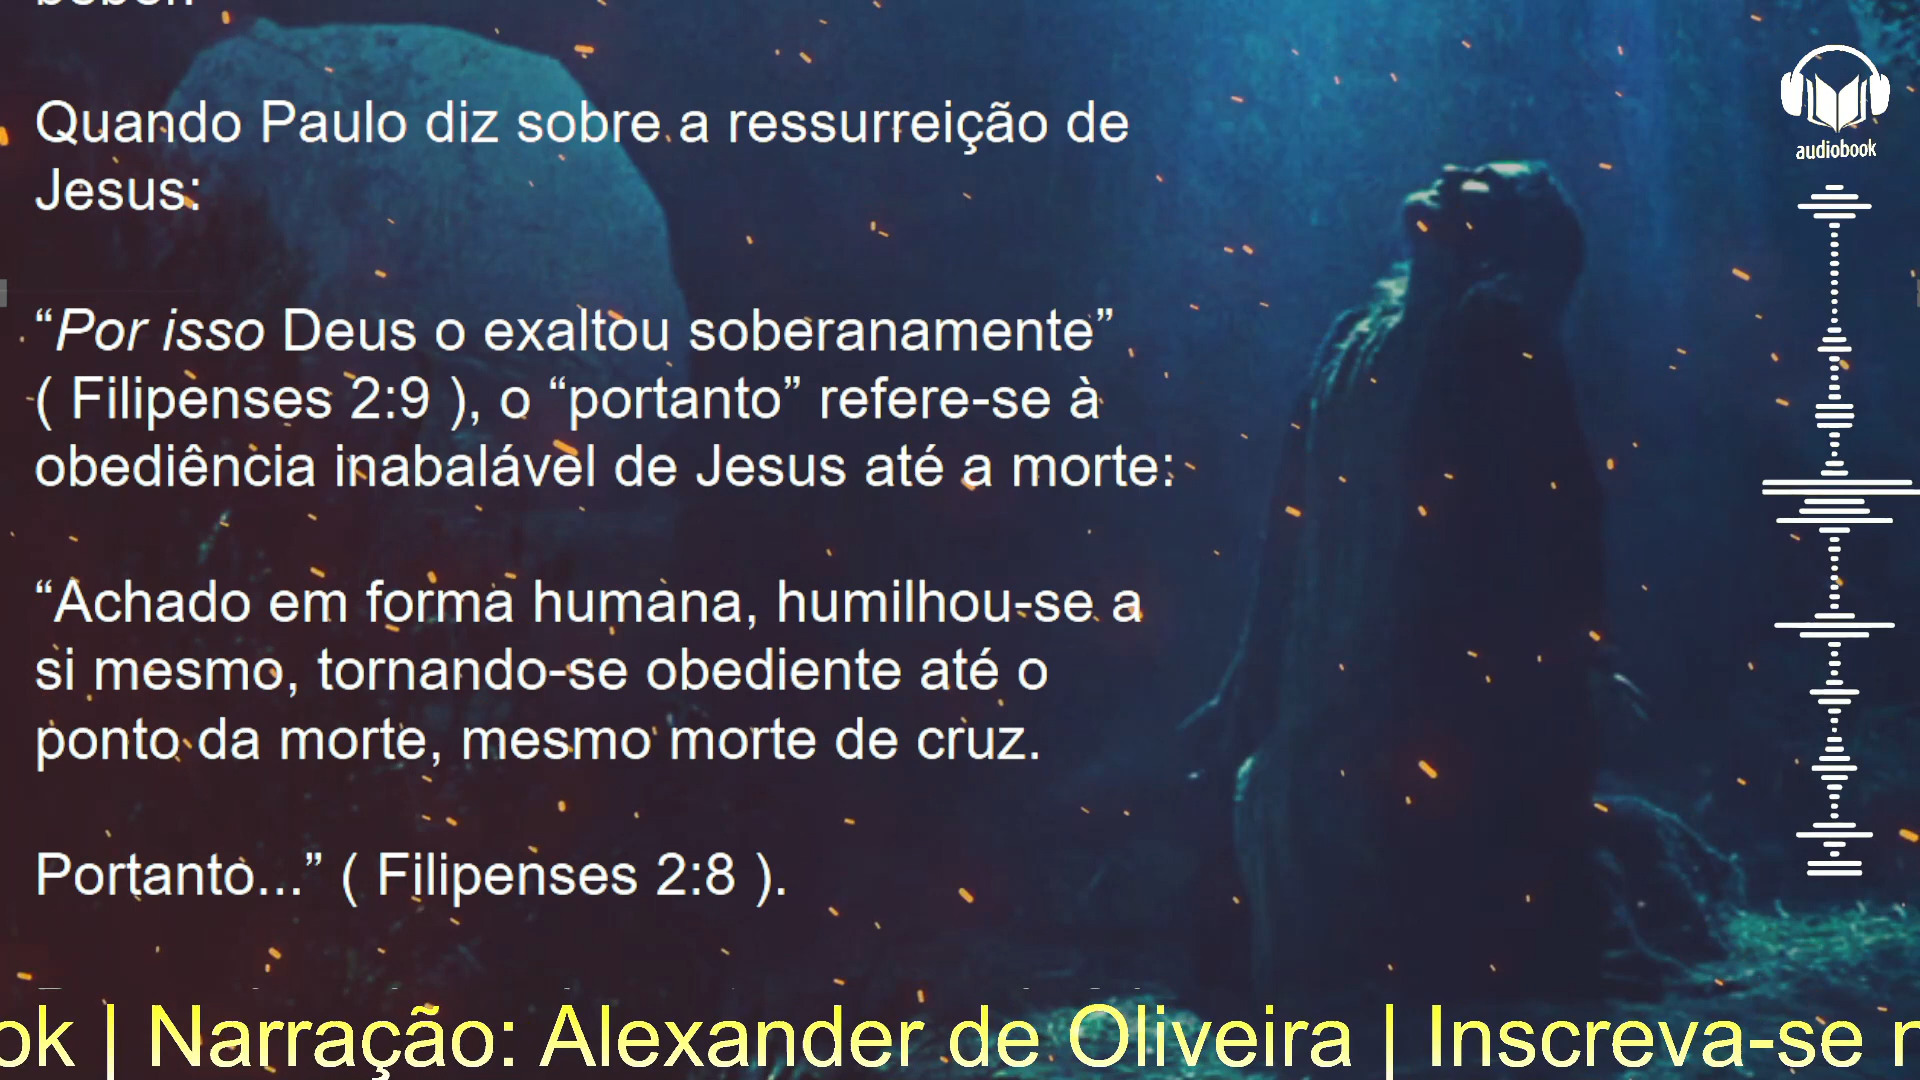 Quando Paulo diz sobre a ressurreição de
Jesus:
“Por isso Deus o exaltou soberanamente”
( Filipenses 2:9 ), o “portanto” refere-se à
obediência inabalável de Jesus até a morte:
“Achado em forma humana, humilhou-se a
si mesmo, tornando-se obediente até o
ponto da morte, mesmo morte de cruz.
Portanto...” ( Filipenses 2:8 ).
audiobook
ok | Narração: Alexander de Oliveira | Inscreva-se n